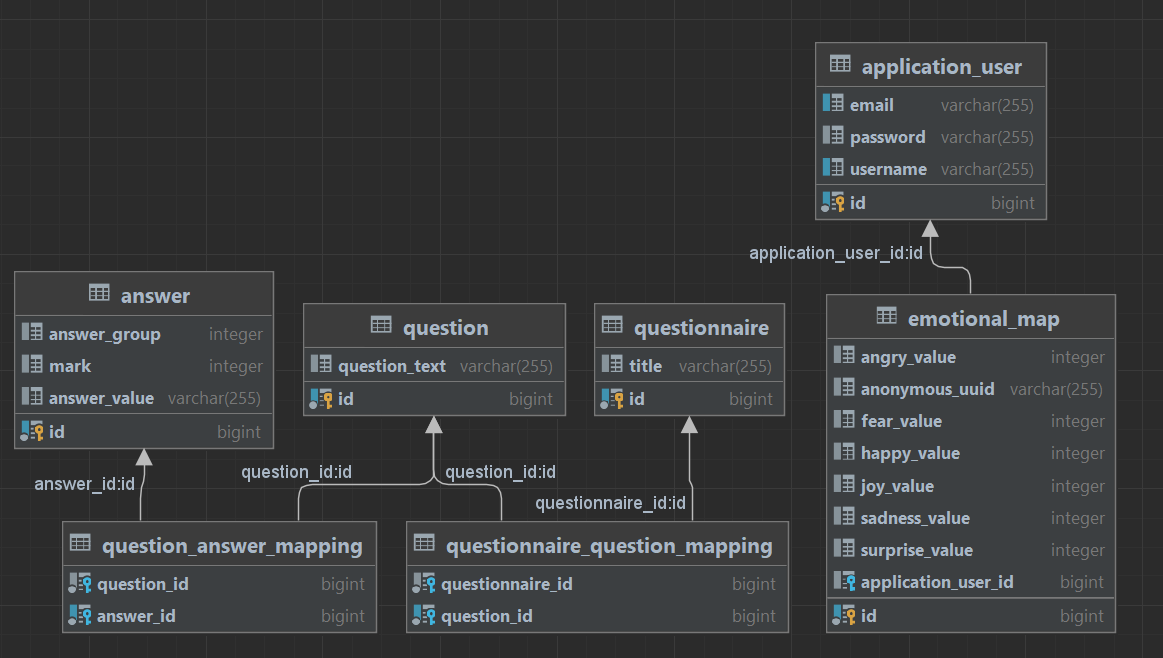 application_user
email varchar(255)
password varchar(255)
username varchar(255)
id bigint
application_user_id:id
answer
answer_group integer
mark integer
answer_value varchar(255)
id bigint
question
question_text varchar(255)
id bigint
questionnaire
title varchar(255)
id bigint
emotional_map
angry_value integer
anonymous_uuid varchar(255)
fear_value integer
happy_value integer
joy_value integer
sadness_value integer
surprise_value integer
application_user_id bigint
id bigint
answer_id:id
question_id:id
question_id:id
questionnaire_id:id
question_answer_mapping
question_id bigint
answer_id bigint
questionnaire_question_mapping
questionnaire_id bigint
question_id bigint